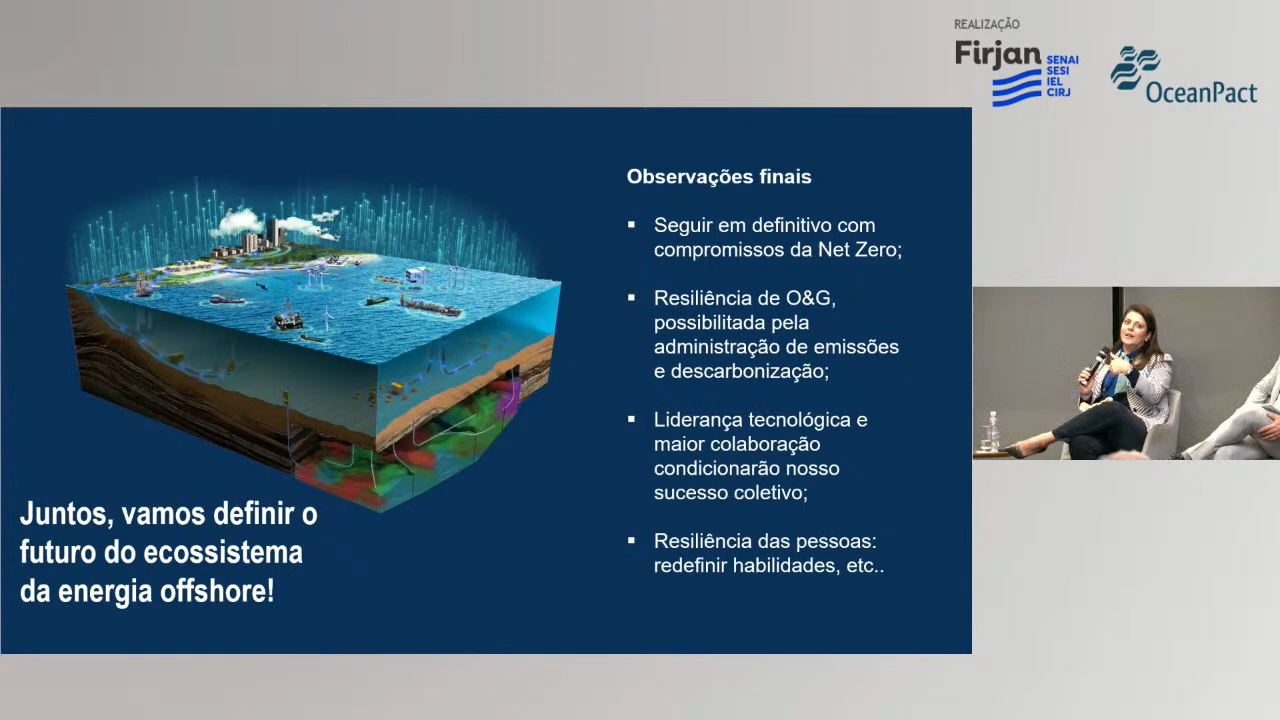 REALIZAÇÃO
Firjan
SENAI
SESI
IEL
CIRJ
OceanPact
Observações finais
▪ Seguir em definitivo com
compromissos da Net Zero;
▪ Resiliência de O&G,
possibilitada pela
administração de emissões
e descarbonização;
▪ Liderança tecnológica e
maior colaboração
condicionarão nosso
sucesso coletivo;
▪ Resiliência das pessoas:
redefinir habilidades, etc..
Juntos, vamos definir o
futuro do ecossistema
da energia offshore!